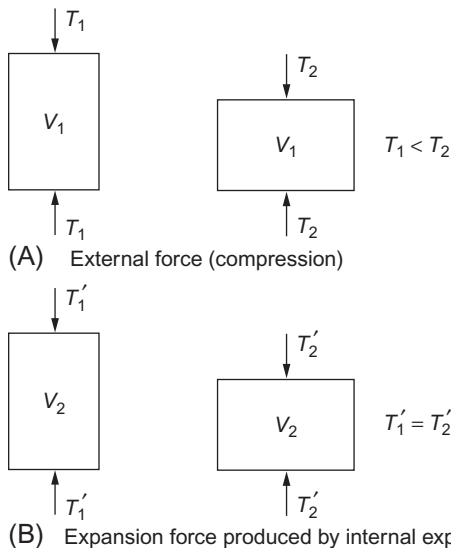 T₁ T₂
V₁ V₁ T₁ < T₂
T₁ T₂
(A) External force (compression)
T₁′ T₂′
V₂ V₂ T₁′ = T₂′
T₁′ T₂′
(B) Expansion force produced by internal exp